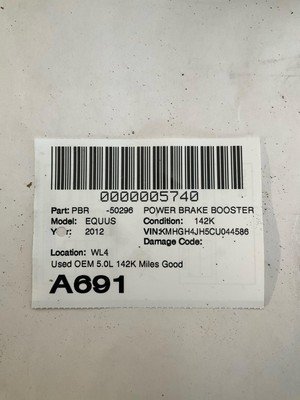 0000005740
Part: PBR -50296 POWER BRAKE BOOSTER
Model: EQUUS Condition: 142K
Year: 2012 VIN:KMHGH4JH5CU044586
Damage Code:
Location: WL4
Used OEM 5.0L 142K Miles Good
A691